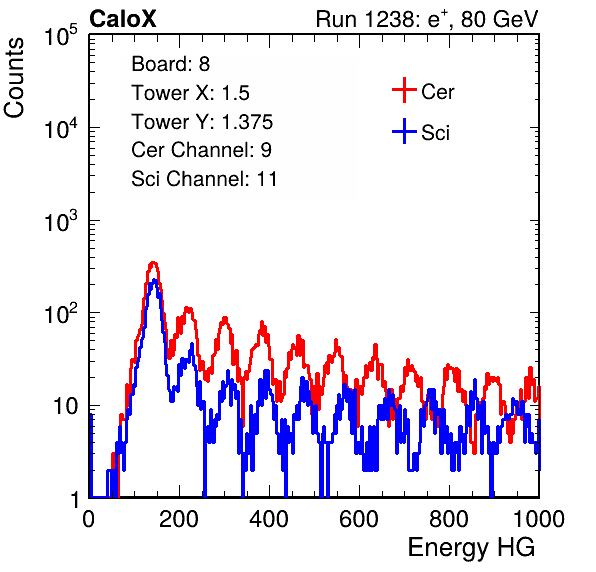 CaloX Run 1238: e⁺, 80 GeV
Board: 8
Tower X: 1.5
Tower Y: 1.375
Cer Channel: 9
Sci Channel: 11
Cer
Sci
Counts
10⁵
10⁴
10³
10²
10
1
0 200 400 600 800 1000
Energy HG